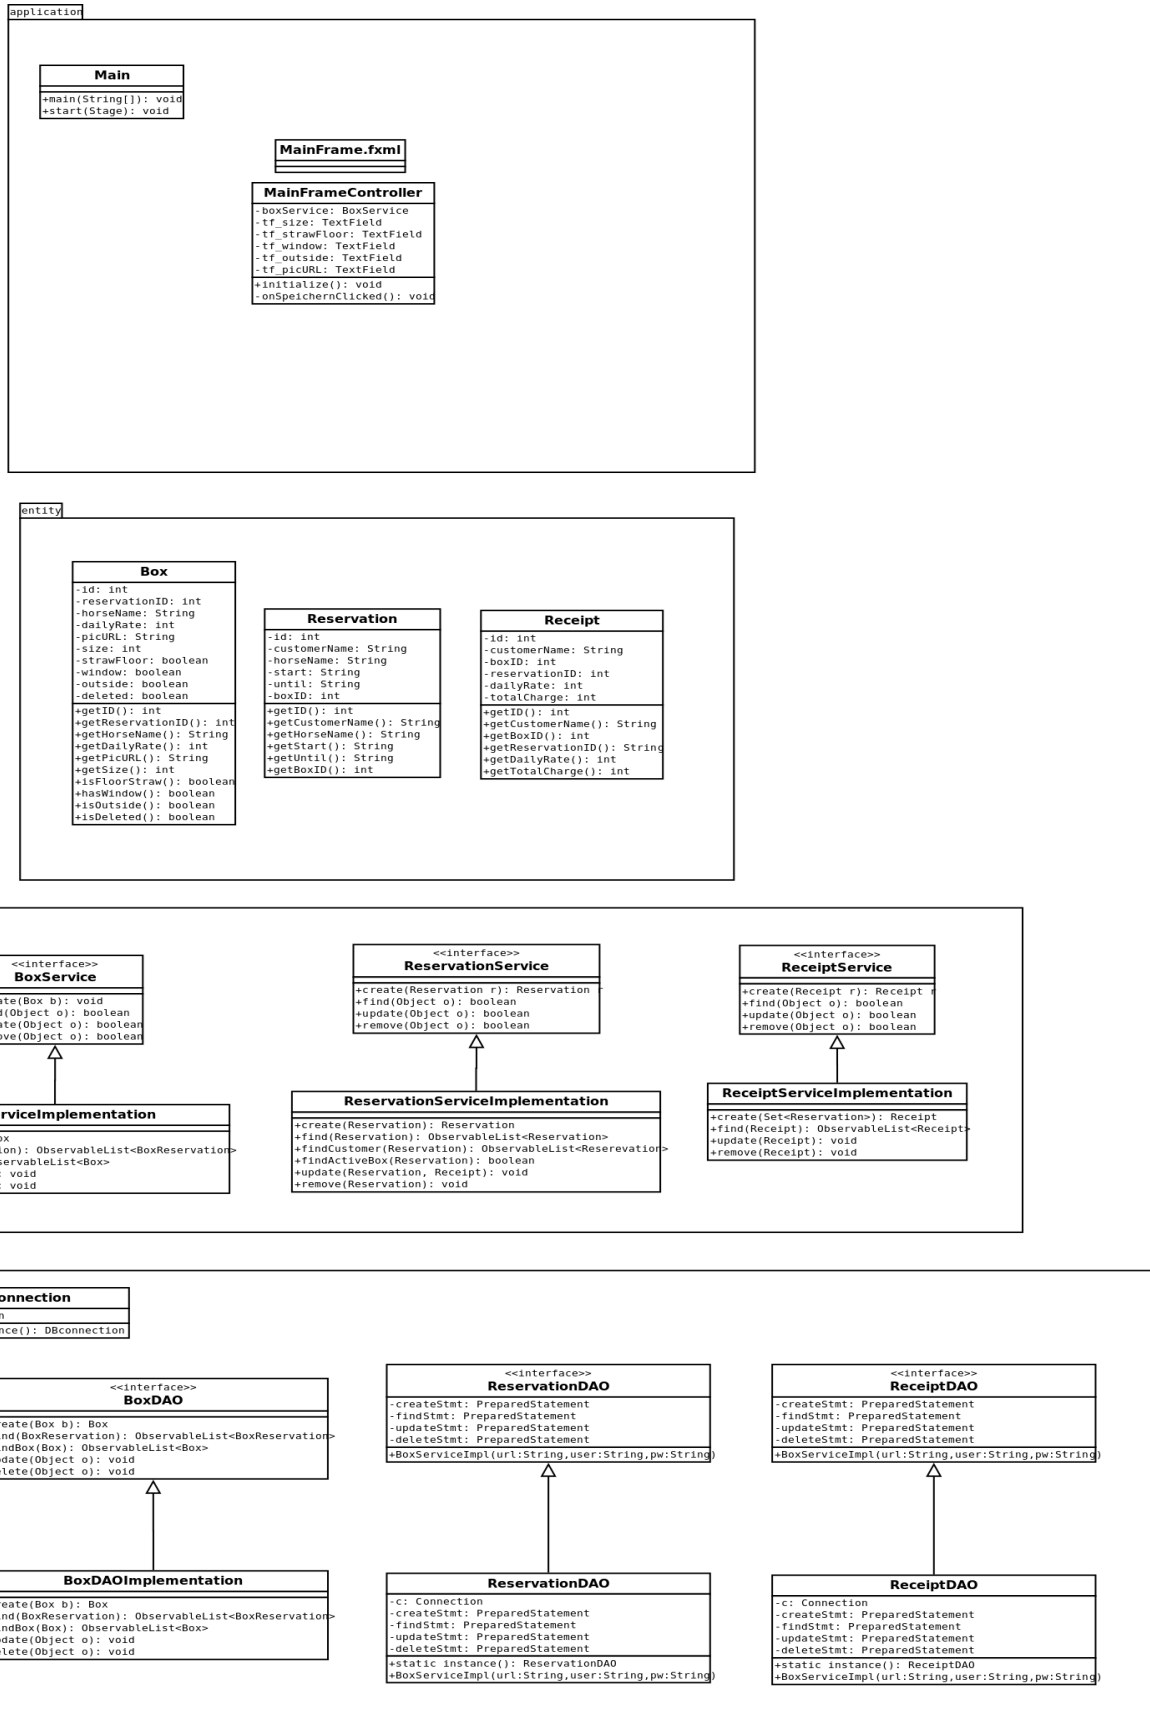 application
Main
+main(String[]): void
+start(Stage): void
MainFrame.fxml
MainFrameController
-boxService: BoxService
-tf_size: TextField
-tf_strawFloor: TextField
-tf_window: TextField
-tf_outside: TextField
-tf_picURL: TextField
+initialize(): void
-onSpeichernClicked(): void
entity
Box
-id: int
-reservationID: int
-horseName: String
-dailyRate: int
-picURL: String
-size: int
-strawFloor: boolean
-window: boolean
-outside: boolean
-deleted: boolean
+getID(): int
+getReservationID(): int
+getHorseName(): String
+getDailyRate(): int
+getPicURL(): String
+getSize(): int
+isFloorStraw(): boolean
+hasWindow(): boolean
+isOutside(): boolean
+isDeleted(): boolean
Reservation
-id: int
-customerName: String
-horseName: String
-start: String
-until: String
-boxID: int
+getID(): int
+getCustomerName(): String
+getHorseName(): String
+getStart(): String
+getUntil(): String
+getBoxID(): int
Receipt
-id: int
-customerName: String
-boxID: int
-reservationID: int
-dailyRate: int
-totalCharge: int
+getID(): int
+getCustomerName(): String
+getBoxID(): int
+getReservationID(): String
+getDailyRate(): int
+getTotalCharge(): int
<<interface>>
BoxService
ate(Box b): void
d(Object o): boolean
ate(Object o): boolean
ove(Object o): boolean
<<interface>>
ReservationService
+create(Reservation r): Reservation r
+find(Object o): boolean
+update(Object o): boolean
+remove(Object o): boolean
<<interface>>
ReceiptService
+create(Receipt r): Receipt r
+find(Object o): boolean
+update(Object o): boolean
+remove(Object o): boolean
rviceImplementation
ox
ion): ObservableList<BoxReservation>
servableList<Box>
: void
: void
ReservationServiceImplementation
+create(Reservation): Reservation
+find(Reservation): ObservableList<Reservation>
+findCustomer(Reservation): ObservableList<Reserevation>
+findActiveBox(Reservation): boolean
+update(Reservation, Receipt): void
+remove(Reservation): void
ReceiptServiceImplementation
+create(Set<Reservation>): Receipt
+find(Receipt): ObservableList<Receipt>
+update(Receipt): void
+remove(Receipt): void
onnection
n
nce(): DBconnection
<<interface>>
BoxDAO
reate(Box b): Box
ind(BoxReservation): ObservableList<BoxReservation>
indBox(Box): ObservableList<Box>
pdate(Object o): void
elete(Object o): void
<<interface>>
ReservationDAO
-createStmt: PreparedStatement
-findStmt: PreparedStatement
-updateStmt: PreparedStatement
-deleteStmt: PreparedStatement
+BoxServiceImpl(url:String,user:String,pw:String)
<<interface>>
ReceiptDAO
-createStmt: PreparedStatement
-findStmt: PreparedStatement
-updateStmt: PreparedStatement
-deleteStmt: PreparedStatement
+BoxServiceImpl(url:String,user:String,pw:String)
BoxDAOImplementation
reate(Box b): Box
ind(BoxReservation): ObservableList<BoxReservation>
indBox(Box): ObservableList<Box>
pdate(Object o): void
elete(Object o): void
ReservationDAO
-c: Connection
-createStmt: PreparedStatement
-findStmt: PreparedStatement
-updateStmt: PreparedStatement
-deleteStmt: PreparedStatement
+static instance(): ReservationDAO
+BoxServiceImpl(url:String,user:String,pw:String)
ReceiptDAO
-c: Connection
-createStmt: PreparedStatement
-findStmt: PreparedStatement
-updateStmt: PreparedStatement
-deleteStmt: PreparedStatement
+static instance(): ReceiptDAO
+BoxServiceImpl(url:String,user:String,pw:String)